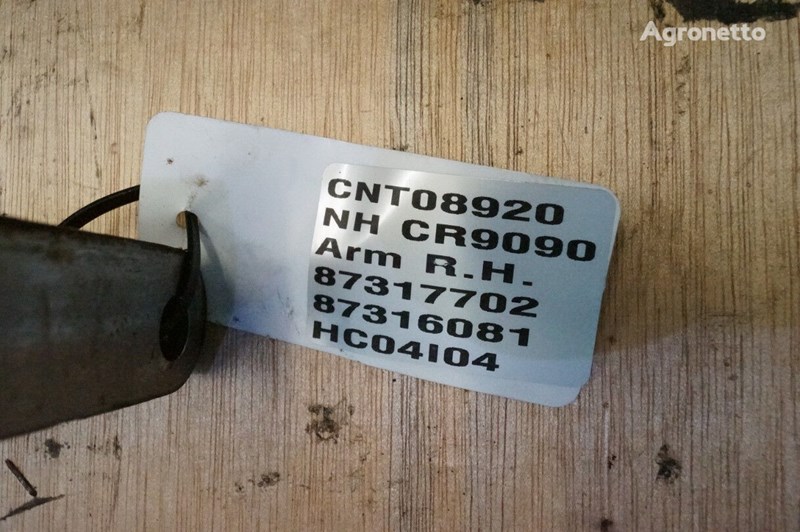 Agronetto
CNT08920
NH CR9090
Arm R.H.
87317702
87316081
HC04I04